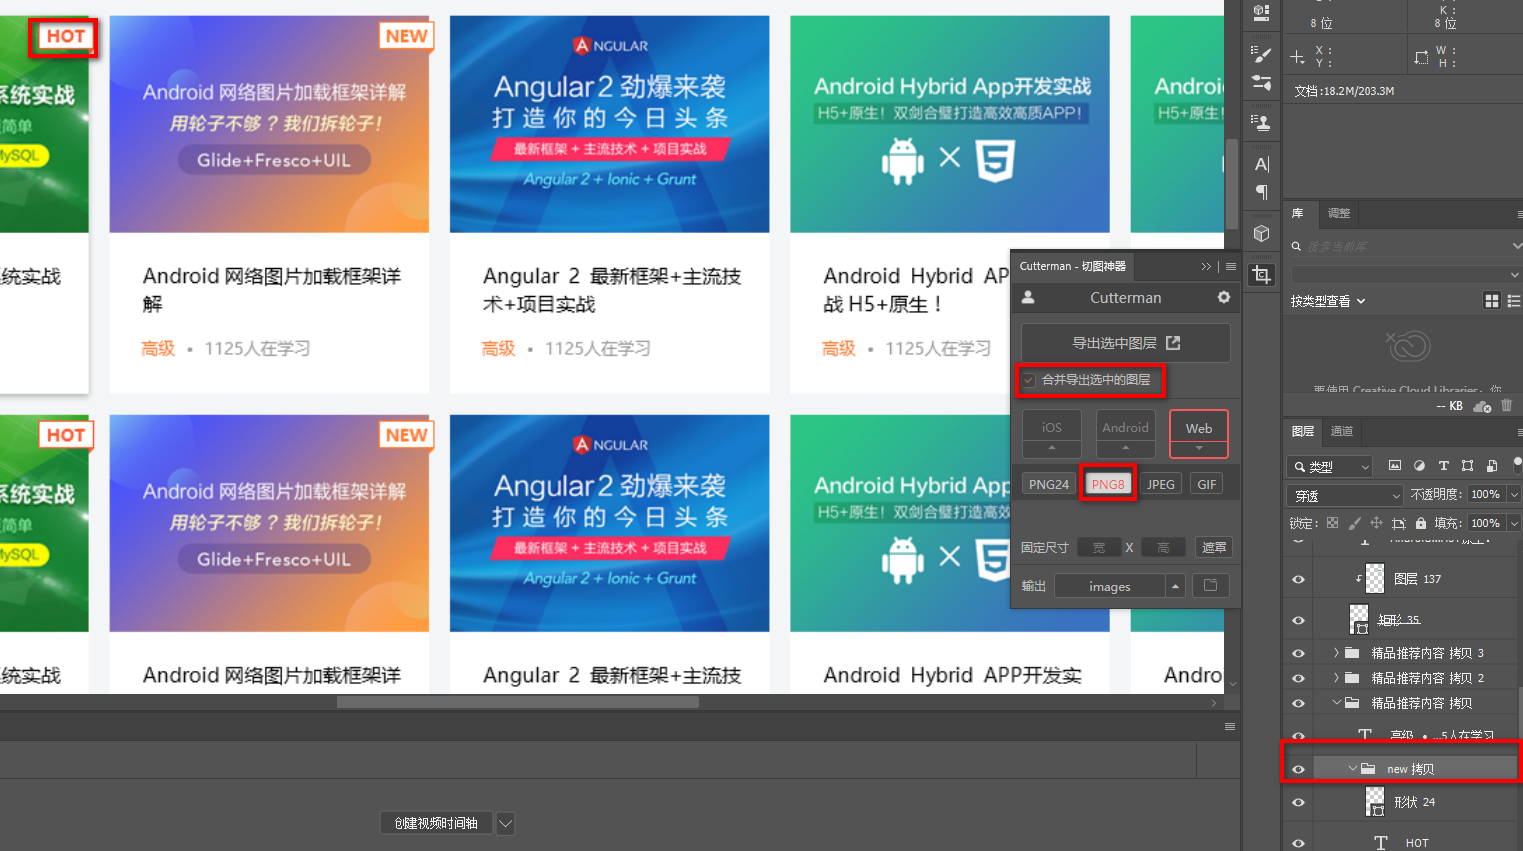 HOT
系统实战
简单
MySQL
系统实战
NEW
Android 网络图片加载框架详解
用轮子不够？我们拆轮子！
Glide+Fresco+UIL
Android 网络图片加载框架详
解
高级 • 1125人在学习
ANGULAR
Angular2 劲爆来袭
打造你的今日头条
最新框架 + 主流技术 + 项目实战
Angular 2 + Ionic + Grunt
Angular 2 最新框架+主流技
术+项目实战
高级 • 1125人在学习
Android Hybrid App开发实战
H5+原生！双剑合璧打造高效高质APP！
Android Hybrid AP
战 H5+原生！
高级 • 1125人在学习
Andro
H5+原生
HOT
系统实战
简单
MySQL
系统实战
NEW
Android 网络图片加载框架详解
用轮子不够？我们拆轮子！
Glide+Fresco+UIL
Android 网络图片加载框架详
ANGULAR
Angular2 劲爆来袭
打造你的今日头条
最新框架 + 主流技术 + 项目实战
Angular 2 + Ionic + Grunt
Angular 2 最新框架+主流技
Android Hybrid App
H5+原生！双剑合璧打造高效高质
Android Hybrid APP开发实
Andro
Cutterman - 切图神器
Cutterman
导出选中图层
合并导出选中的图层
iOS Android Web
PNG24 PNG8 JPEG GIF
固定尺寸 宽 X 高 遮罩
输出 images
创建视频时间轴
K :
8 位 8 位
X : W :
Y : H :
文档:18.2M/203.3M
库 调整
搜索当前库
按类型查看
要使用 Creative Cloud Libraries，您
-- KB
图层 通道
类型
穿透 不透明度: 100%
锁定: 填充: 100%
图层 137
矩形 35
精品推荐内容 拷贝 3
精品推荐内容 拷贝 2
精品推荐内容 拷贝
高级 • ...5人在学习
new 拷贝
形状 24
HOT